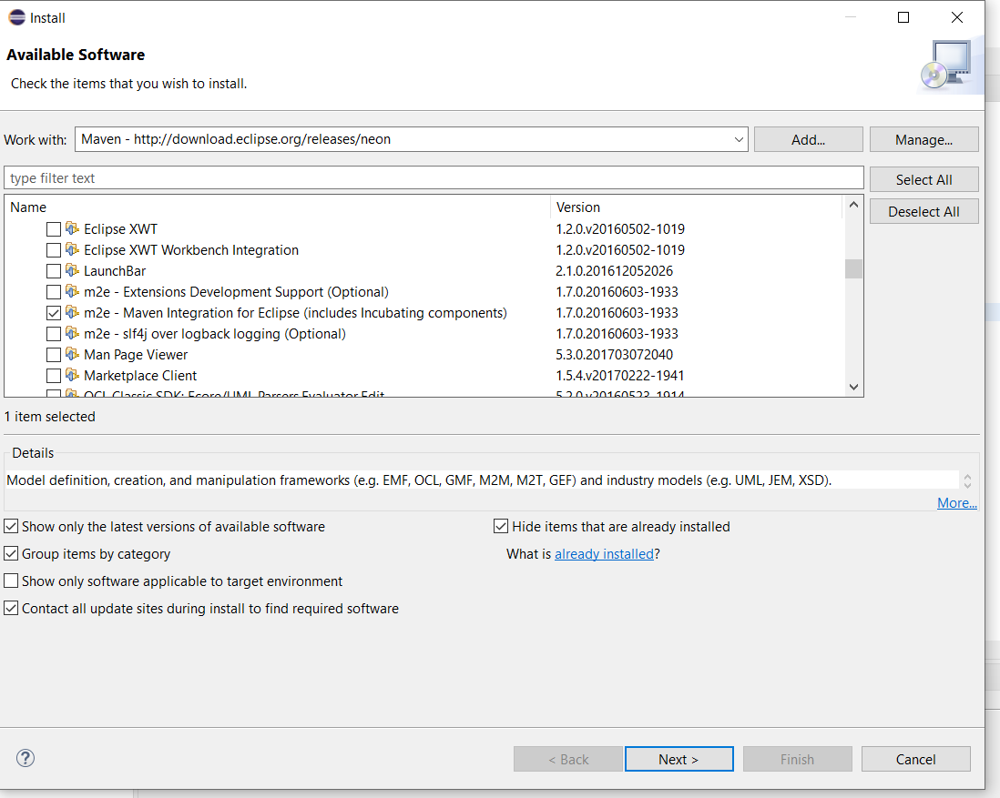 Install
Available Software
Check the items that you wish to install.
Work with: Maven - http://download.eclipse.org/releases/neon Add... Manage...
type filter text Select All
Name Version Deselect All
Eclipse XWT 1.2.0.v20160502-1019
Eclipse XWT Workbench Integration 1.2.0.v20160502-1019
LaunchBar 2.1.0.201612052026
m2e - Extensions Development Support (Optional) 1.7.0.20160603-1933
m2e - Maven Integration for Eclipse (includes Incubating components) 1.7.0.20160603-1933
m2e - slf4j over logback logging (Optional) 1.7.0.20160603-1933
Man Page Viewer 5.3.0.201703072040
Marketplace Client 1.5.4.v20170222-1941
OCL Classic SDK: Ecore/UML Parsers,Evaluator,Edit 5.2.0.v20160523-1914
1 item selected
Details
Model definition, creation, and manipulation frameworks (e.g. EMF, OCL, GMF, M2M, M2T, GEF) and industry models (e.g. UML, JEM, XSD).
More...
Show only the latest versions of available software Hide items that are already installed
Group items by category What is already installed?
Show only software applicable to target environment
Contact all update sites during install to find required software
? < Back Next > Finish Cancel